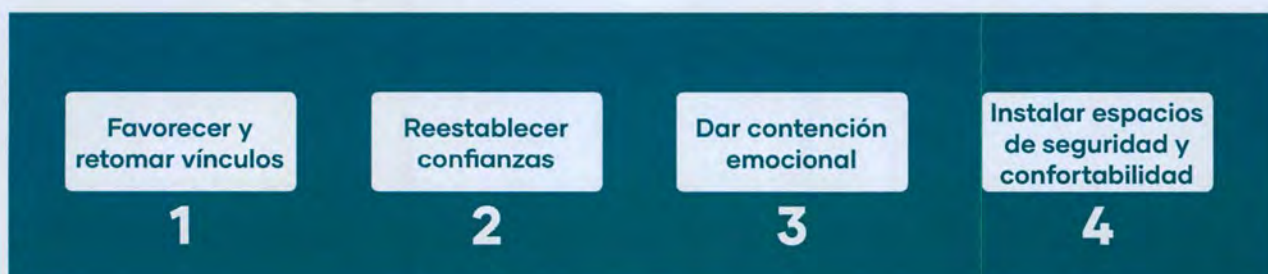 Favorecer y
retomar vínculos
1
Reestablecer
confianzas
2
Dar contención
emocional
3
Instalar espacios
de seguridad y
confortabilidad
4